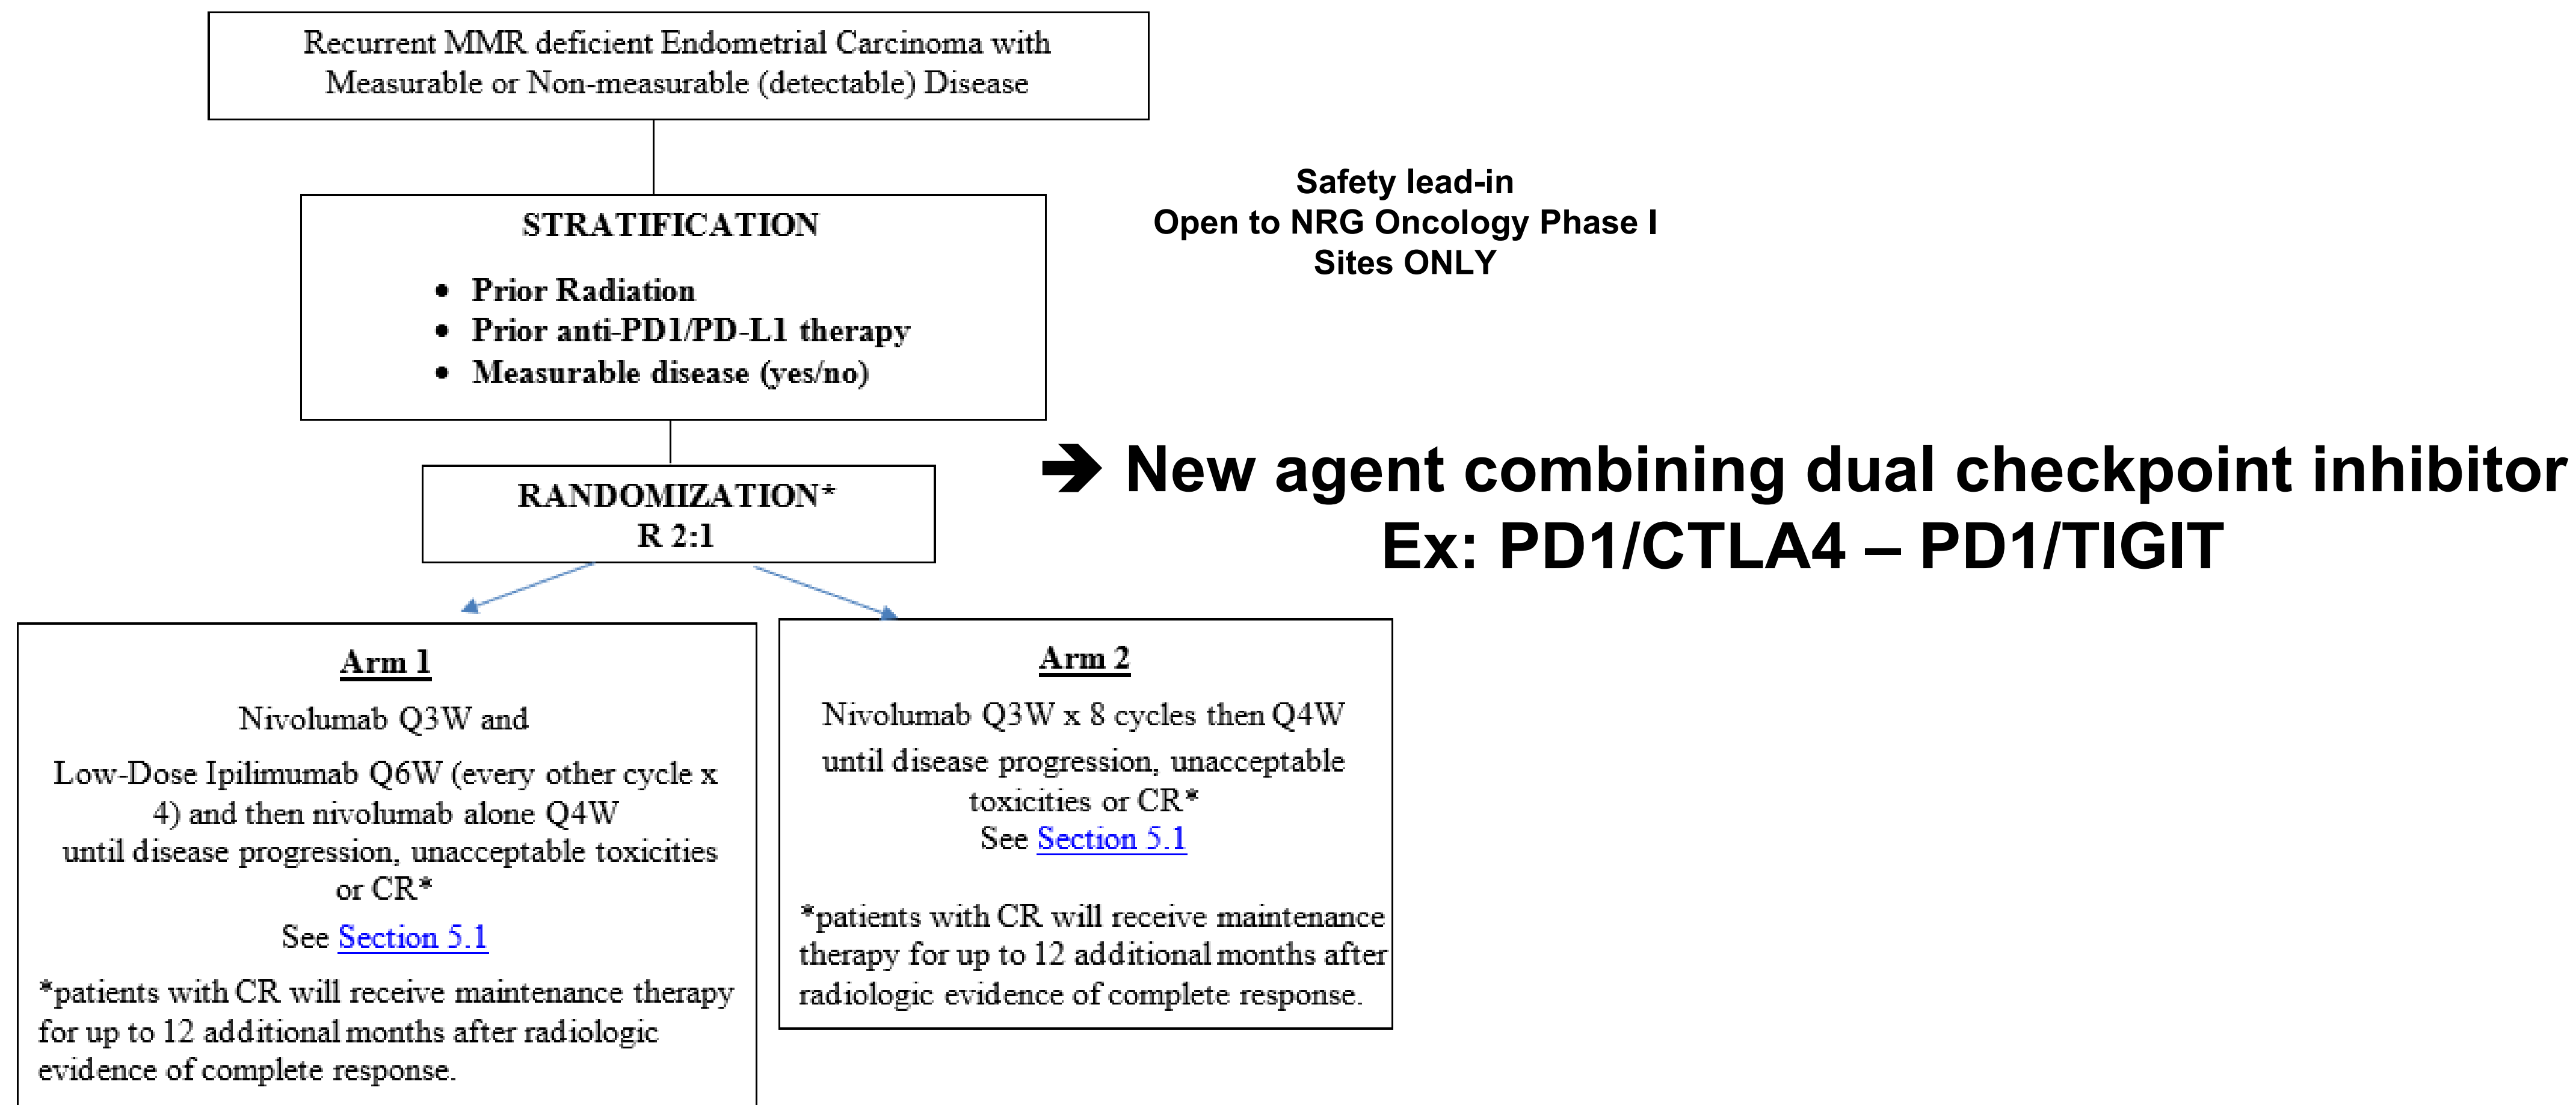 Recurrent MMR deficient Endometrial Carcinoma with
Measurable or Non-measurable (detectable) Disease
Safety lead-in
Open to NRG Oncology Phase I
Sites ONLY
STRATIFICATION
• Prior Radiation
• Prior anti-PD1/PD-L1 therapy
• Measurable disease (yes/no)
➔ New agent combining dual checkpoint inhibitor
Ex: PD1/CTLA4 – PD1/TIGIT
RANDOMIZATION*
R 2:1
Arm 1
Nivolumab Q3W and
Low-Dose Ipilimumab Q6W (every other cycle x
4) and then nivolumab alone Q4W
until disease progression, unacceptable toxicities
or CR*
See Section 5.1
*patients with CR will receive maintenance therapy
for up to 12 additional months after radiologic
evidence of complete response.
Arm 2
Nivolumab Q3W x 8 cycles then Q4W
until disease progression, unacceptable
toxicities or CR*
See Section 5.1
*patients with CR will receive maintenance
therapy for up to 12 additional months after
radiologic evidence of complete response.